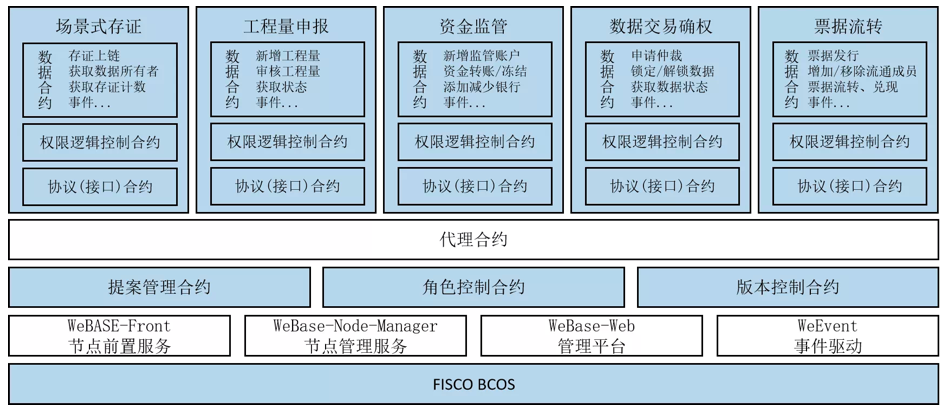 场景式存证
数据合约
存证上链
获取数据所有者
获取存证计数
事件...
权限逻辑控制合约
协议(接口)合约
工程量申报
数据合约
新增工程量
审核工程量
获取状态
事件...
权限逻辑控制合约
协议(接口)合约
资金监管
数据合约
新增监管账户
资金转账/冻结
添加减少银行
事件...
权限逻辑控制合约
协议(接口)合约
数据交易确权
数据合约
申请仲裁
锁定/解锁数据
获取数据状态
事件...
权限逻辑控制合约
协议(接口)合约
票据流转
数据合约
票据发行
增加/移除流通成员
票据流转、兑现
事件...
权限逻辑控制合约
协议(接口)合约
代理合约
提案管理合约
角色控制合约
版本控制合约
WeBASE-Front
节点前置服务
WeBase-Node-Manager
节点管理服务
WeBase-Web
管理平台
WeEvent
事件驱动
FISCO BCOS